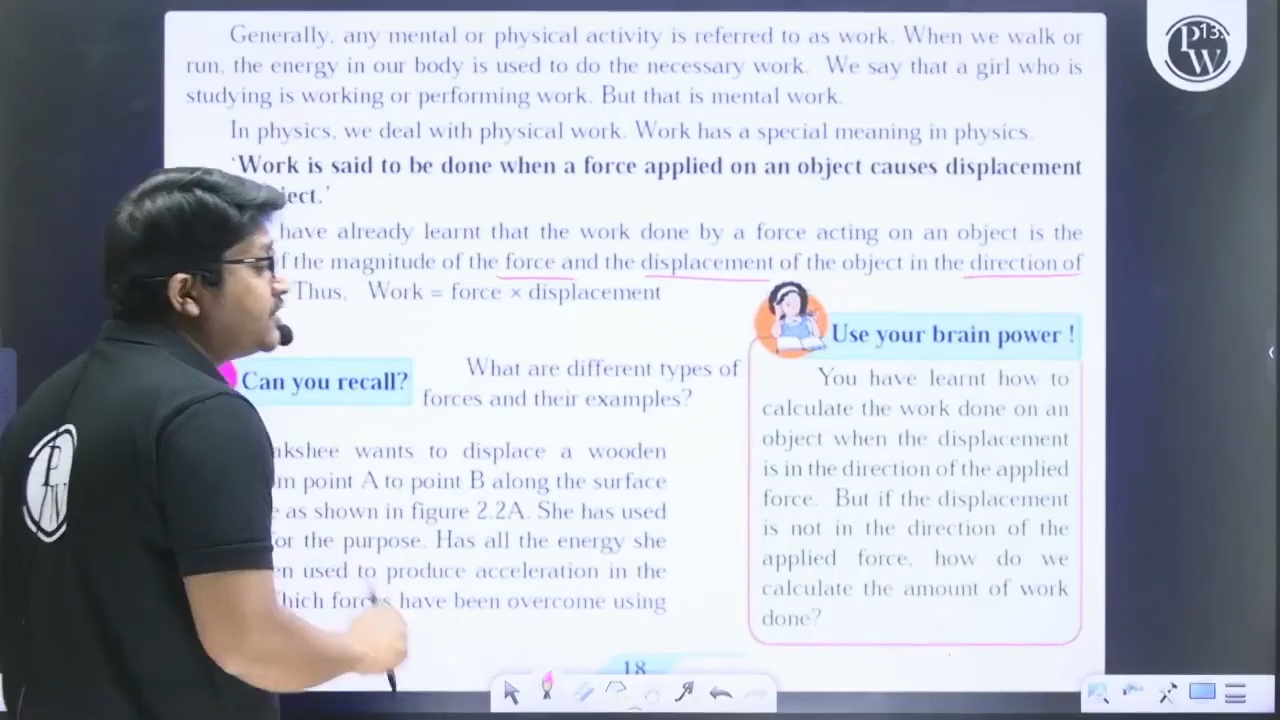 Generally, any mental or physical activity is referred to as work. When we walk or
run, the energy in our body is used to do the necessary work. We say that a girl who is
studying is working or performing work. But that is mental work.
In physics, we deal with physical work. Work has a special meaning in physics.
'Work is said to be done when a force applied on an object causes displacement
ject.'
have already learnt that the work done by a force acting on an object is the
f the magnitude of the force and the displacement of the object in the direction of
Thus, Work = force × displacement
Can you recall?
What are different types of
forces and their examples?
akshee wants to displace a wooden
m point A to point B along the surface
e as shown in figure 2.2A. She has used
or the purpose. Has all the energy she
en used to produce acceleration in the
hich forces have been overcome using
Use your brain power !
You have learnt how to
calculate the work done on an
object when the displacement
is in the direction of the applied
force. But if the displacement
is not in the direction of the
applied force, how do we
calculate the amount of work
done?
18
PW
PW